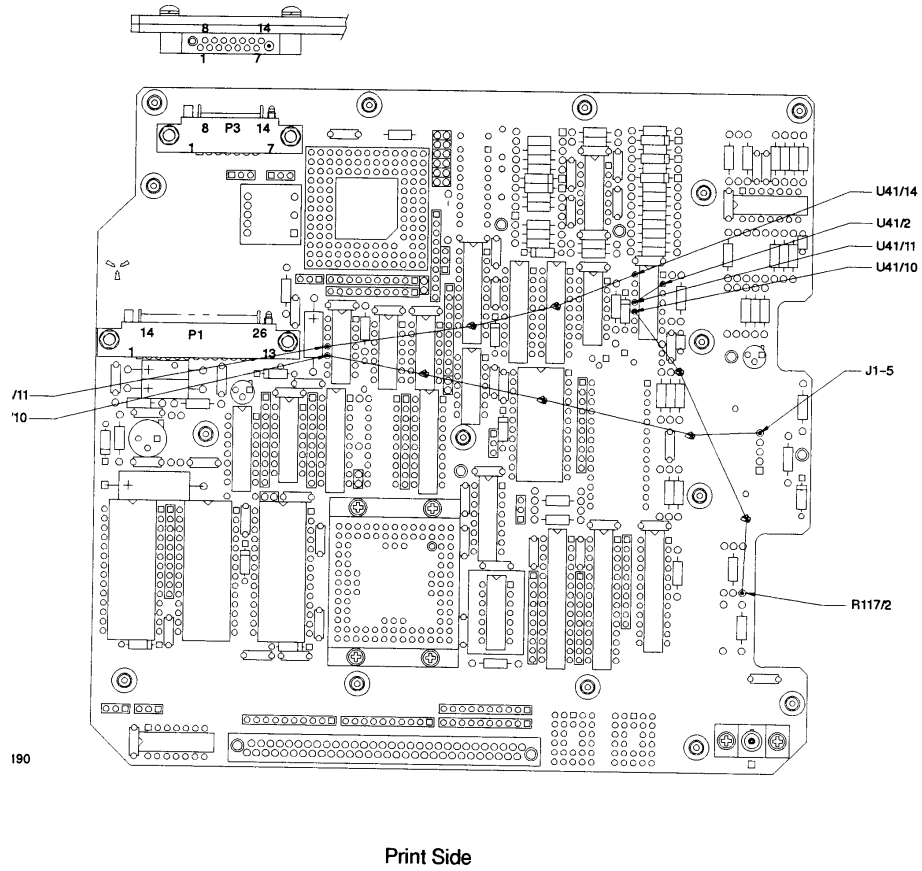 8 14
1 7
8 P3 14
1 7
U41/14
U41/2
U41/11
U41/10
14 P1 26
1 13
J1-5
/11
/10
R117/2
190
Print Side